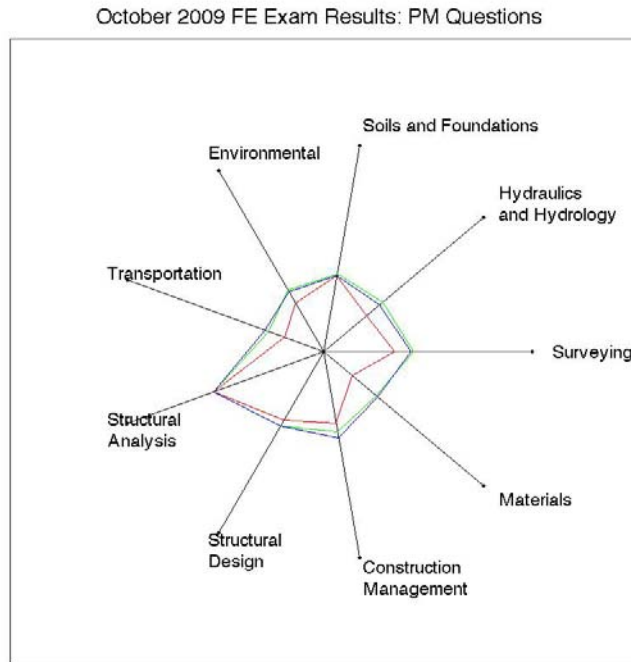 October 2009 FE Exam Results: PM Questions
Soils and Foundations
Environmental
Hydraulics
and Hydrology
Transportation
Surveying
Structural
Analysis
Materials
Structural
Design
Construction
Management